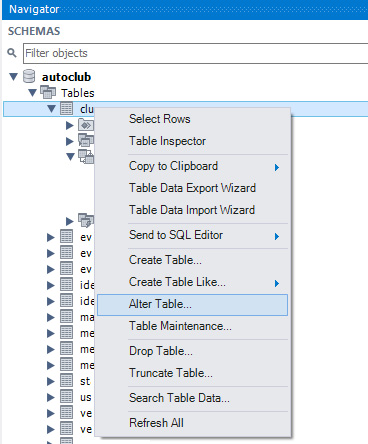 Navigator
SCHEMAS
Filter objects
autoclub
Tables
clu
Select Rows
Table Inspector
Copy to Clipboard
Table Data Export Wizard
Table Data Import Wizard
Send to SQL Editor
Create Table...
Create Table Like...
Alter Table...
Table Maintenance...
Drop Table...
Truncate Table...
Search Table Data...
Refresh All
ev
ev
ev
ide
ide
ma
me
me
me
st
us
ve
ve